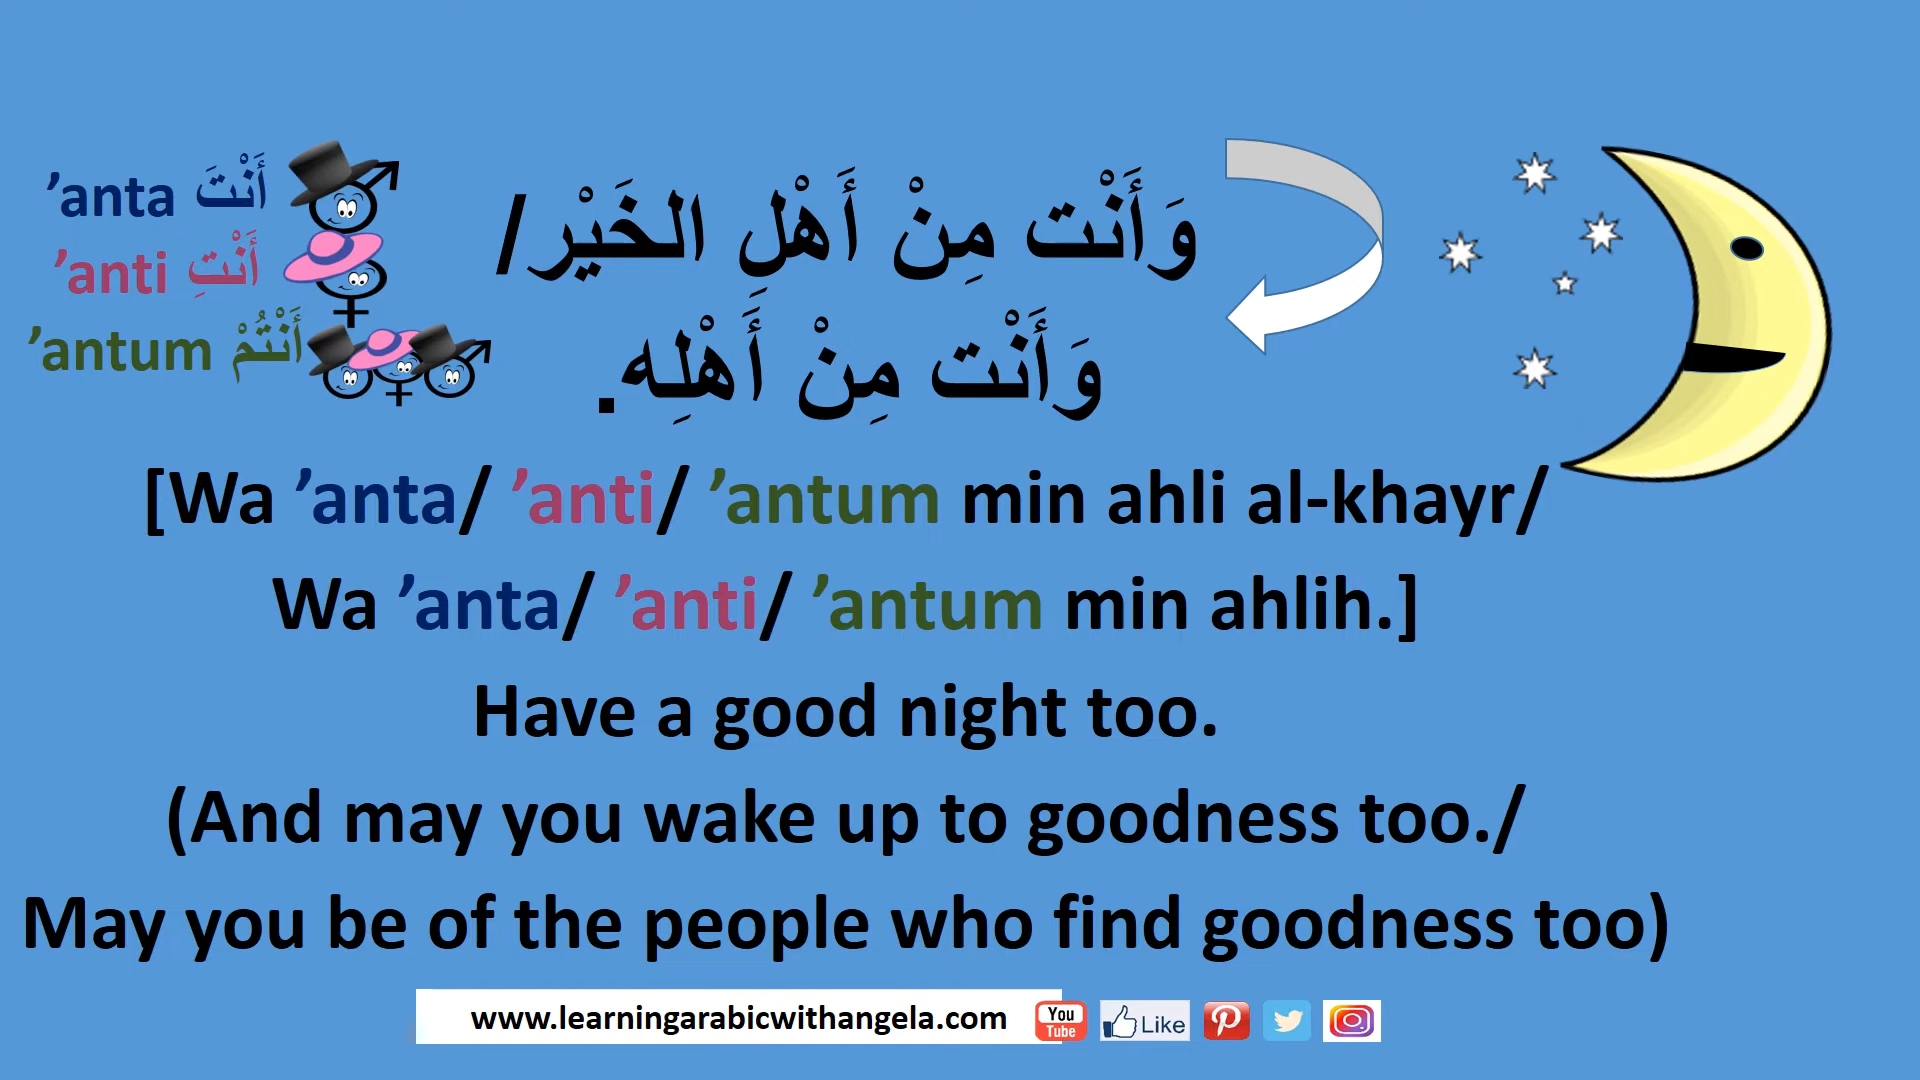 ’anta أَنْتَ
’anti أَنْتِ
’antum أَنْتُمْ
وَأَنْت مِنْ أَهْلِ الخَيْر/
وَأَنْت مِنْ أَهْلِه.
[Wa ’anta/ ’anti/ ’antum min ahli al-khayr/
Wa ’anta/ ’anti/ ’antum min ahlih.]
Have a good night too.
(And may you wake up to goodness too./
May you be of the people who find goodness too)
www.learningarabicwithangela.com
You
Tube
Like